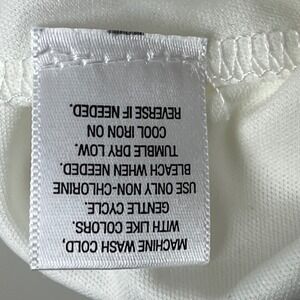 MACHINE WASH COLD,
WITH LIKE COLORS.
GENTLE CYCLE.
USE ONLY NON-CHLORINE
BLEACH WHEN NEEDED.
TUMBLE DRY LOW.
COOL IRON ON
REVERSE IF NEEDED.